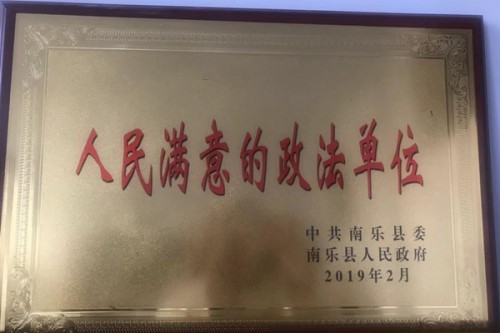 人民满意的政法单位
中共南乐县委
南乐县人民政府
2019年2月